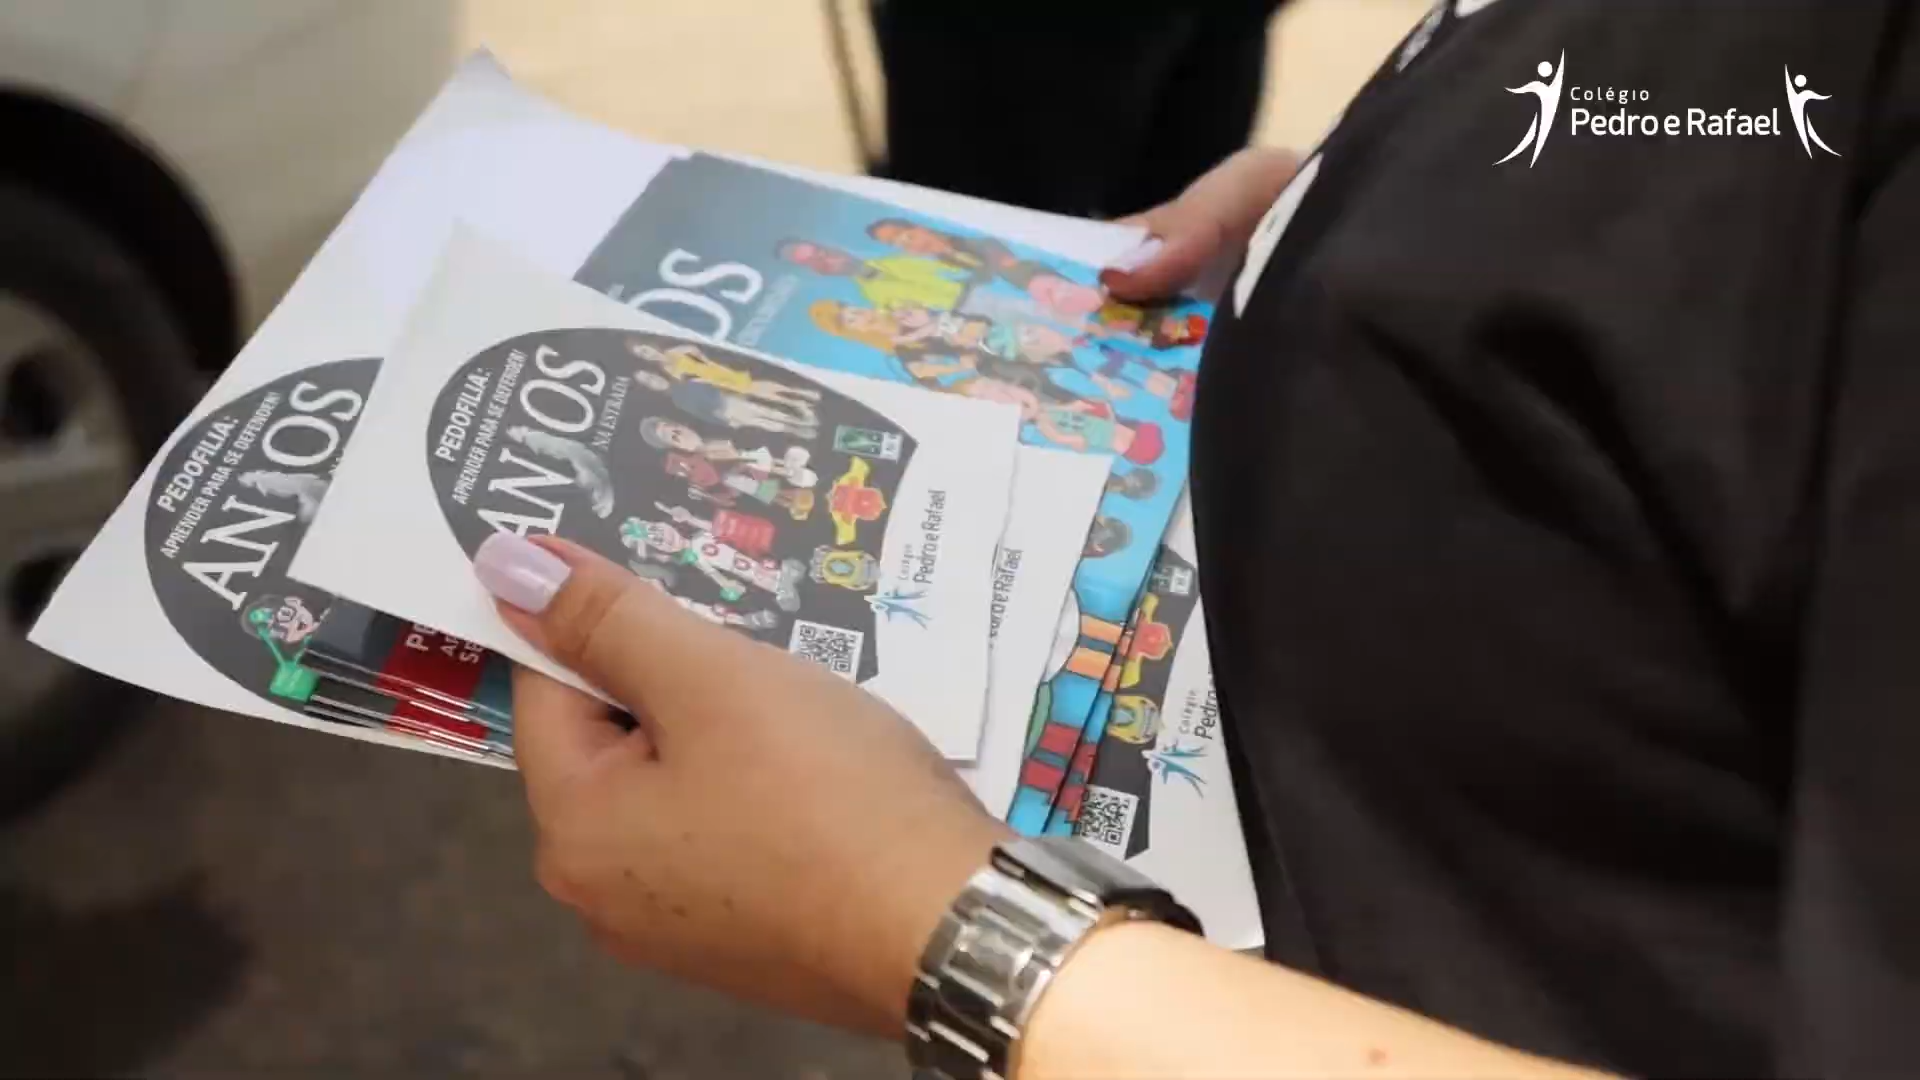 Colégio
Pedro e Rafael
OS
PEDOFILIA:
APRENDER PARA SE DEFENDER!
ANJOS
NA ESTRADA
Colégio
Pedro e Rafael
PEDOFILIA:
APRENDER PARA SE DEFENDER!
ANJOS
Pedro e Rafael
Colégio